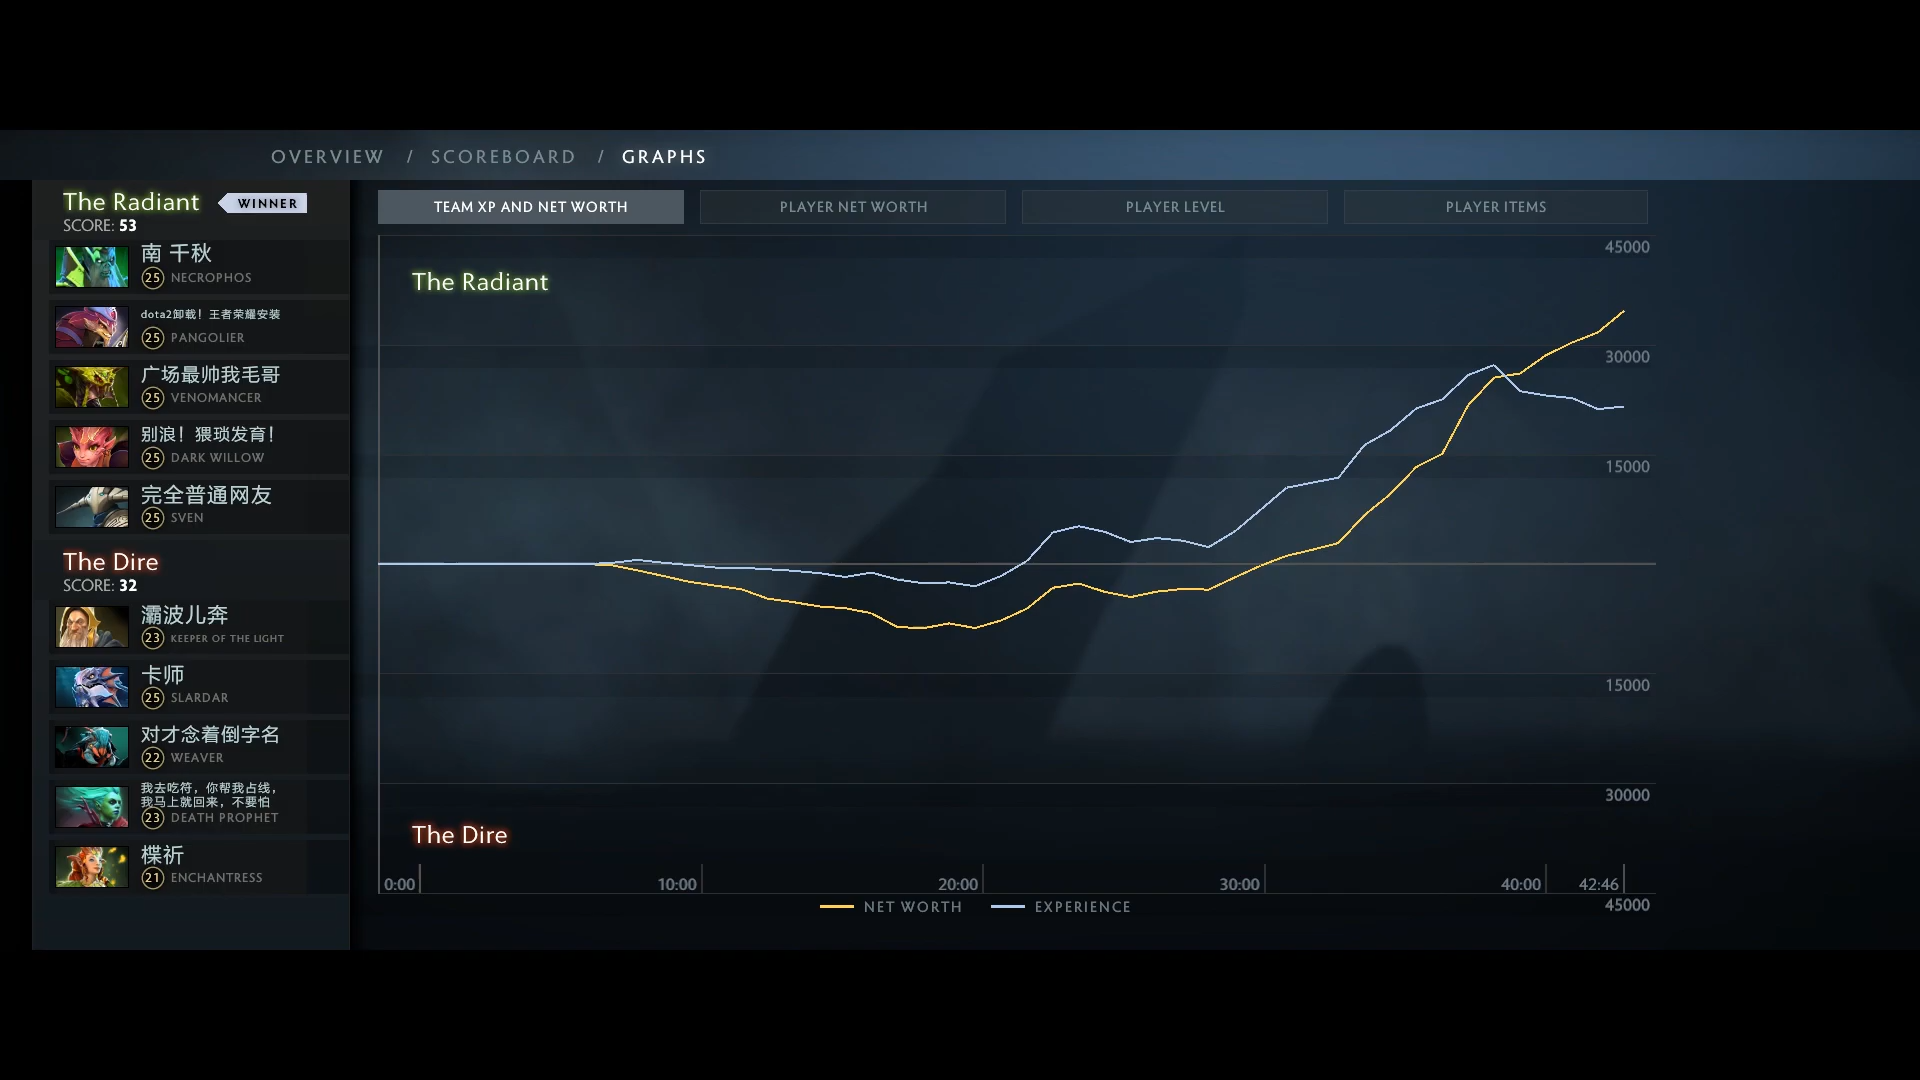 OVERVIEW / SCOREBOARD / GRAPHS
The Radiant WINNER
SCORE: 53
南 千秋
25 NECROPHOS
dota2卸载！王者荣耀安装
25 PANGOLIER
广场最帅我毛哥
25 VENOMANCER
别浪！猥琐发育！
25 DARK WILLOW
完全普通网友
25 SVEN
The Dire
SCORE: 32
灞波儿奔
23 KEEPER OF THE LIGHT
卡师
25 SLARDAR
对才念着倒字名
22 WEAVER
我去吃符，你帮我占线，
我马上就回来，不要怕
23 DEATH PROPHET
楪祈
21 ENCHANTRESS
TEAM XP AND NET WORTH PLAYER NET WORTH PLAYER LEVEL PLAYER ITEMS
45000
The Radiant
30000
15000
15000
30000
The Dire
0:00 10:00 20:00 30:00 40:00 42:46
45000
NET WORTH EXPERIENCE